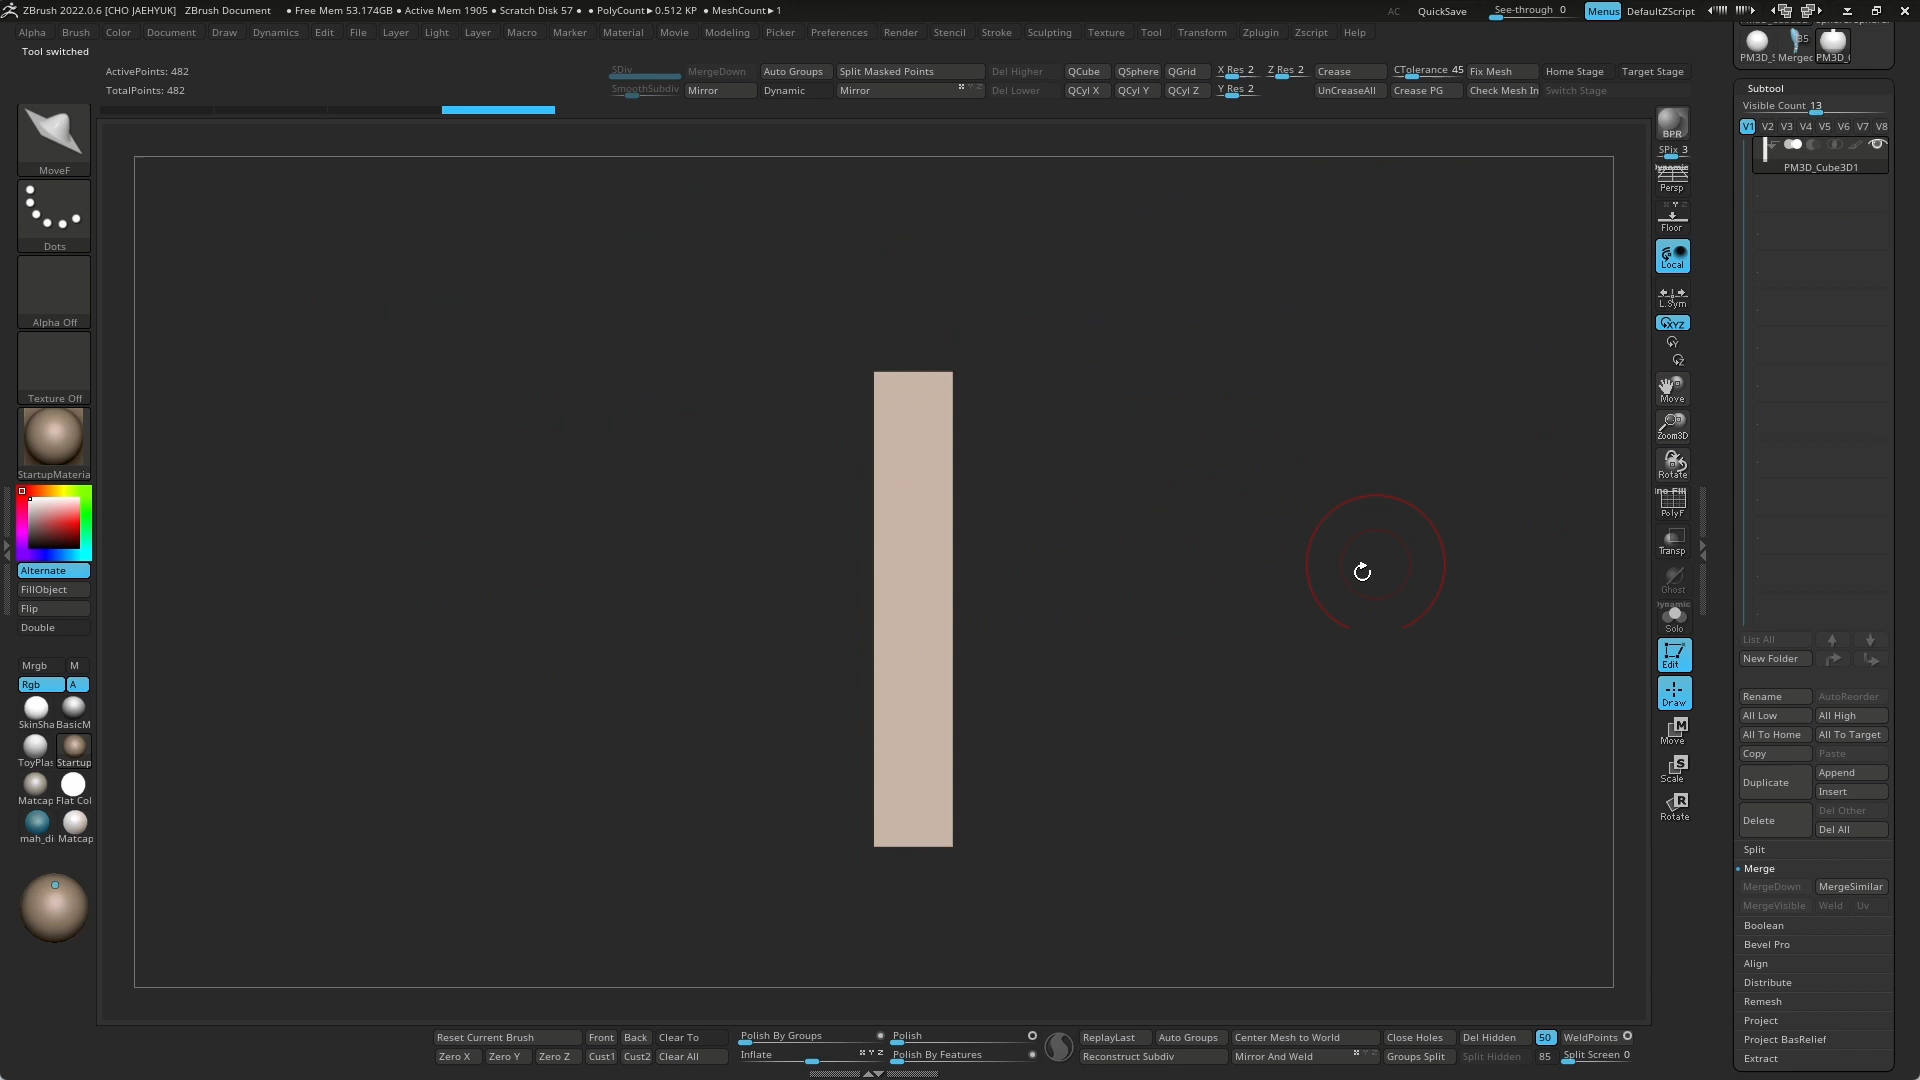 ZBrush 2022.0.6 [CHO JAEHYUK] ZBrush Document • Free Mem 53.174GB • Active Mem 1905 • Scratch Disk 57 • • PolyCount▸0.512 KP • MeshCount▸1 AC QuickSave See-through 0 Menus DefaultZScript
Alpha Brush Color Document Draw Dynamics Edit File Layer Light Layer Macro Marker Material Movie Modeling Picker Preferences Render Stencil Stroke Sculpting Texture Tool Transform Zplugin Zscript Help
Tool switched
ActivePoints: 482
TotalPoints: 482
SDiv MergeDown Auto Groups Split Masked Points Del Higher QCube QSphere QGrid X Res 2 Z Res 2 Crease CTolerance 45 Fix Mesh Home Stage Target Stage
SmoothSubdiv Mirror Dynamic Mirror Del Lower QCyl X QCyl Y QCyl Z Y Res 2 UnCreaseAll Crease PG Check Mesh In Switch Stage
MoveF
Dots
Alpha Off
Texture Off
StartupMateria
Alternate
FillObject
Flip
Double
Mrgb M
Rgb A
SkinSha BasicM
ToyPlas Startup
Matcap Flat Col
mah_di Matcap
BPR
SPix 3
Dynamic
Persp
Floor
Local
L.Sym
XYZ
Y
Z
Move
Zoom3D
Rotate
Line Fill
PolyF
Transp
Ghost
Dynamic
Solo
Edit
Draw
Move
Scale
Rotate
35
PM3D_S Mergec PM3D_(
Subtool
Visible Count 13
V1 V2 V3 V4 V5 V6 V7 V8
PM3D_Cube3D1
List All
New Folder
Rename AutoReorder
All Low All High
All To Home All To Target
Copy Paste
Duplicate Append
Insert
Delete Del Other
Del All
Split
Merge
MergeDown MergeSimilar
MergeVisible Weld Uv
Boolean
Bevel Pro
Align
Distribute
Remesh
Project
Project BasRelief
Extract
Reset Current Brush Front Back Clear To Polish By Groups Polish ReplayLast Auto Groups Center Mesh to World Close Holes Del Hidden 50 WeldPoints
Zero X Zero Y Zero Z Cust1 Cust2 Clear All Inflate Polish By Features Reconstruct Subdiv Mirror And Weld Groups Split Split Hidden 85 Split Screen 0